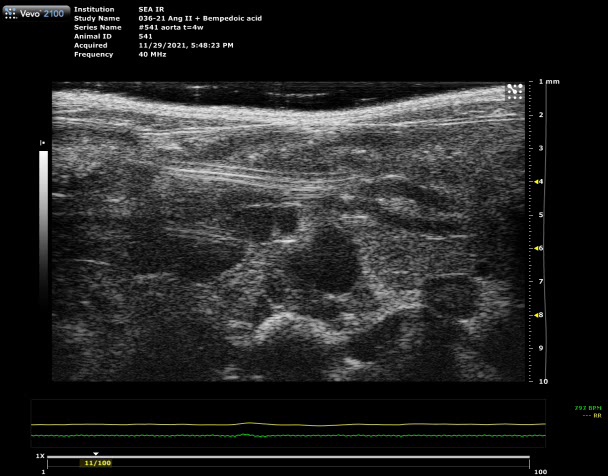 Vevo 2100
Institution SEA IR
Study Name 036-21 Ang II + Bempedoic acid
Series Name #541 aorta t=4w
Animal ID 541
Acquired 11/29/2021, 5:48:23 PM
Frequency 40 MHz
1 mm
2
3
4
5
6
7
8
9
10
BPM
--- RR
1X
11/100
1 100